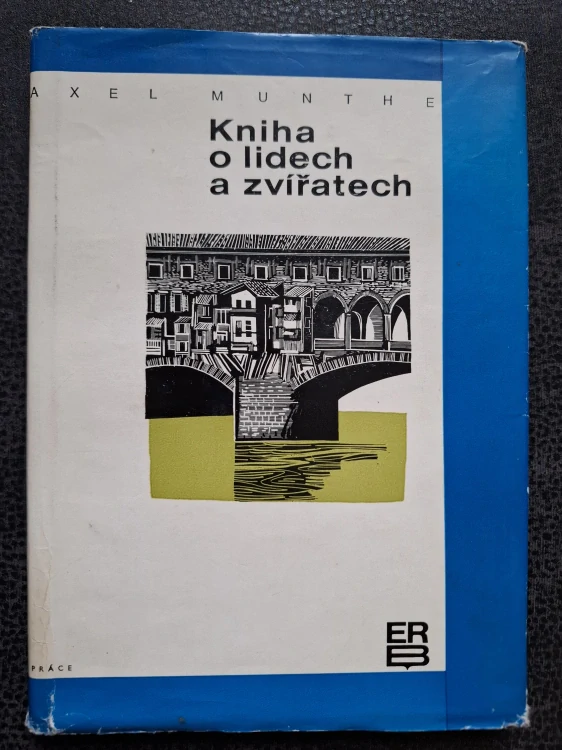 AXEL MUNTHE
Kniha
o lidech
a zvířatech
ER
B
PRÁCE